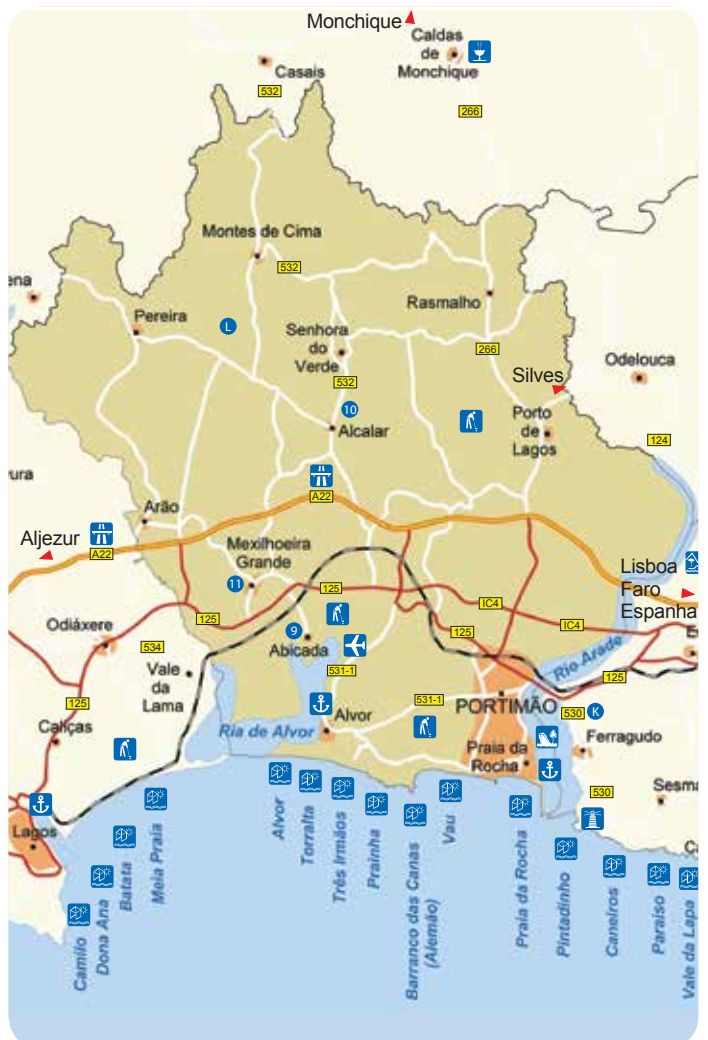 Monchique
Caldas
de
Monchique
Casais
532
266
Montes de Cima
532
ena
Rasmalho
Pereira
L
Senhora
do
Verde
266
Odelouca
532
Silves
10
Alcalar
Porto
de
Lagos
124
vura
A22
Arão
Aljezur
A22
Mexilhoeira
Grande
Lisboa
Faro
Espanha
11
125
IC4
125
9
Abiçada
IC4
125
Odiáxere
534
Rio Arade
Vale
da
Lama
531-1
125
125
531-1
PORTIMÃO
530
K
Ria de Alvor
Alvor
Caliças
Praia da
Rocha
Ferragudo
530
Sesma
Lagos
Camilo
Dona Ana
Batata
Meia Praia
Alvor
Torralta
Três Irmãos
Prainha
Barranco das Canas
(Alemão)
Vau
Praia da Rocha
Pintadinho
Caneiros
Paraiso
Vale da Lapa